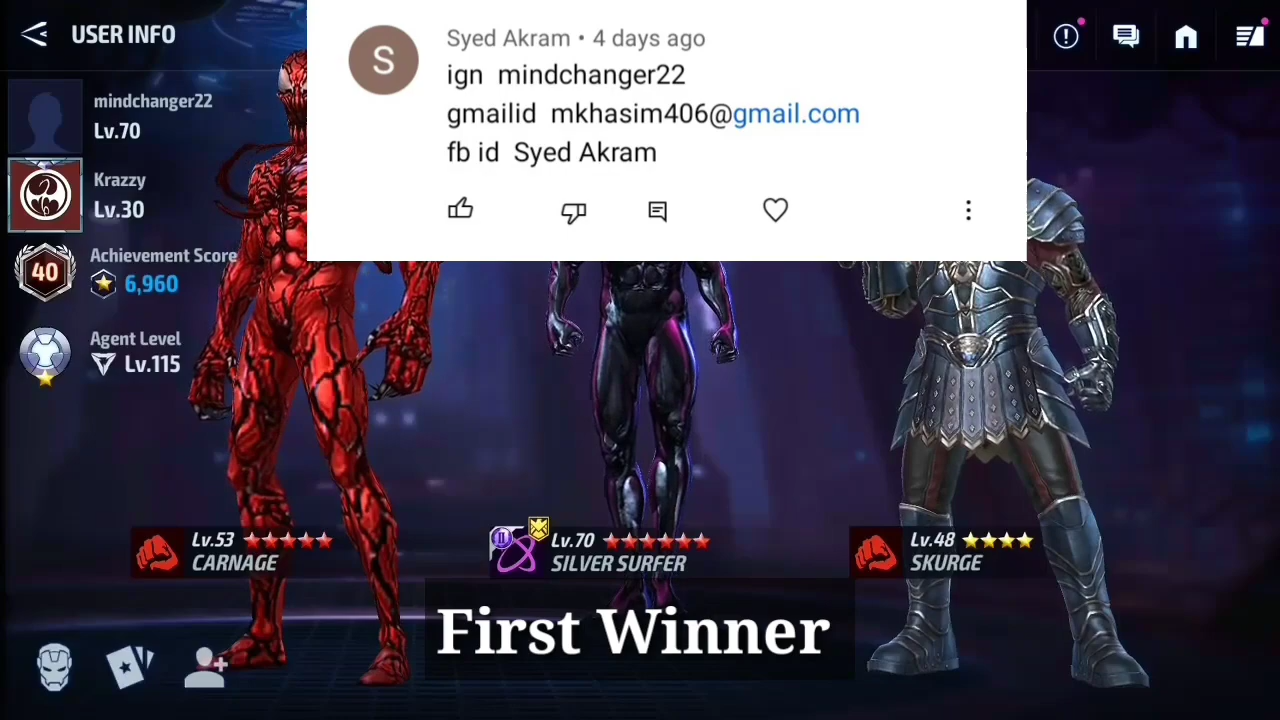 USER INFO
Syed Akram • 4 days ago
ign mindchanger22
gmailid mkhasim406@gmail.com
fb id Syed Akram
S
mindchanger22
Lv.70
Krazzy
Lv.30
40
Achievement Score
6,960
Agent Level
Lv.115
Lv.53
CARNAGE
II
Lv.70
SILVER SURFER
Lv.48
SKURGE
First Winner